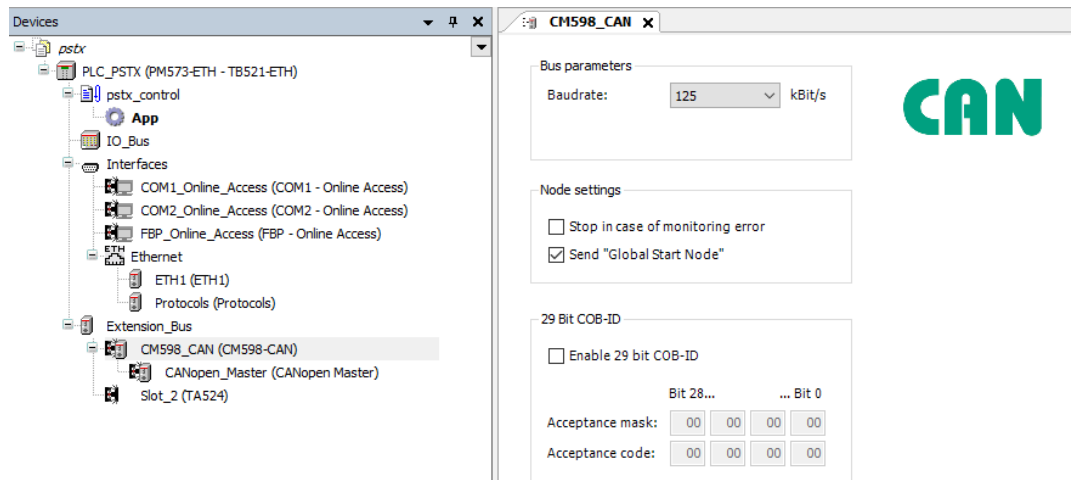 Devices
pstx
PLC_PSTX (PM573-ETH - TB521-ETH)
pstx_control
App
IO_Bus
Interfaces
COM1_Online_Access (COM1 - Online Access)
COM2_Online_Access (COM2 - Online Access)
FBP_Online_Access (FBP - Online Access)
ETH
Ethernet
ETH1 (ETH1)
Protocols (Protocols)
Extension_Bus
CM598_CAN (CM598-CAN)
CANopen_Master (CANopen Master)
Slot_2 (TA524)
CM598_CAN
Bus parameters
Baudrate: 125 kBit/s
CAN
Node settings
Stop in case of monitoring error
Send "Global Start Node"
29 Bit COB-ID
Enable 29 bit COB-ID
Bit 28... ... Bit 0
Acceptance mask: 00 00 00 00
Acceptance code: 00 00 00 00